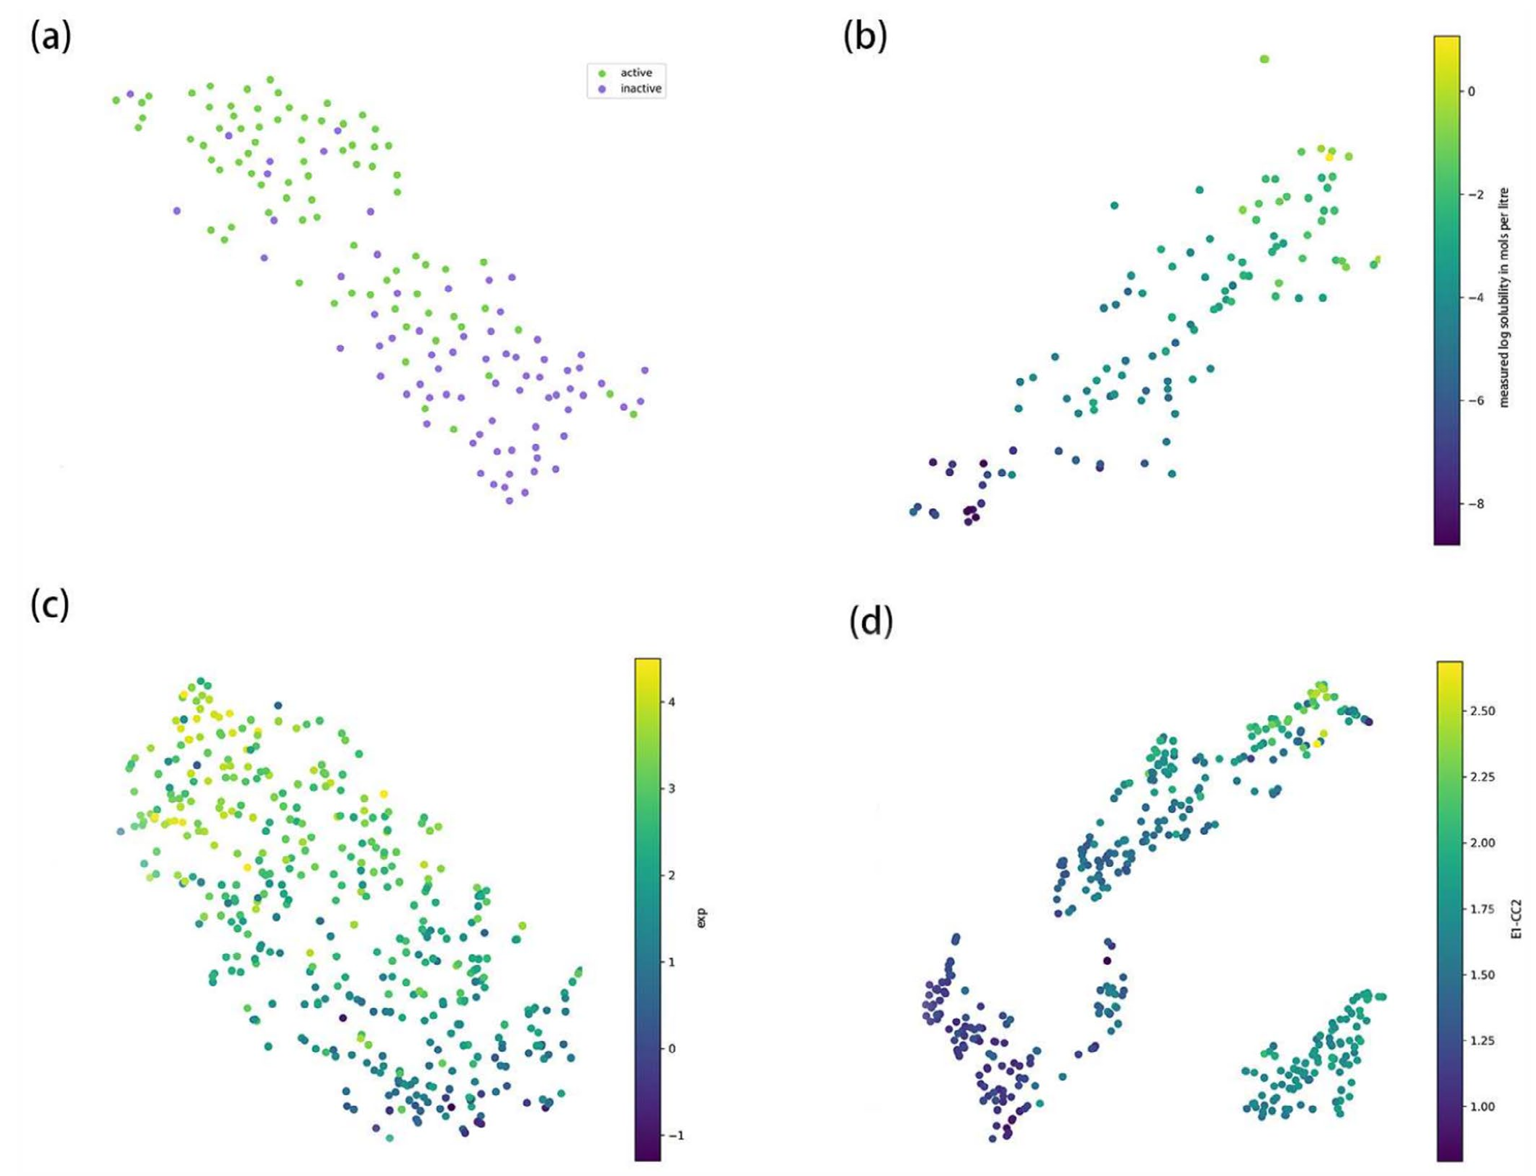 (a)
active
inactive
(b)
0
−2
−4
−6
−8
measured log solubility in mols per litre
(c)
4
3
2
1
0
−1
exp
(d)
2.50
2.25
2.00
1.75
1.50
1.25
1.00
E1-CC2